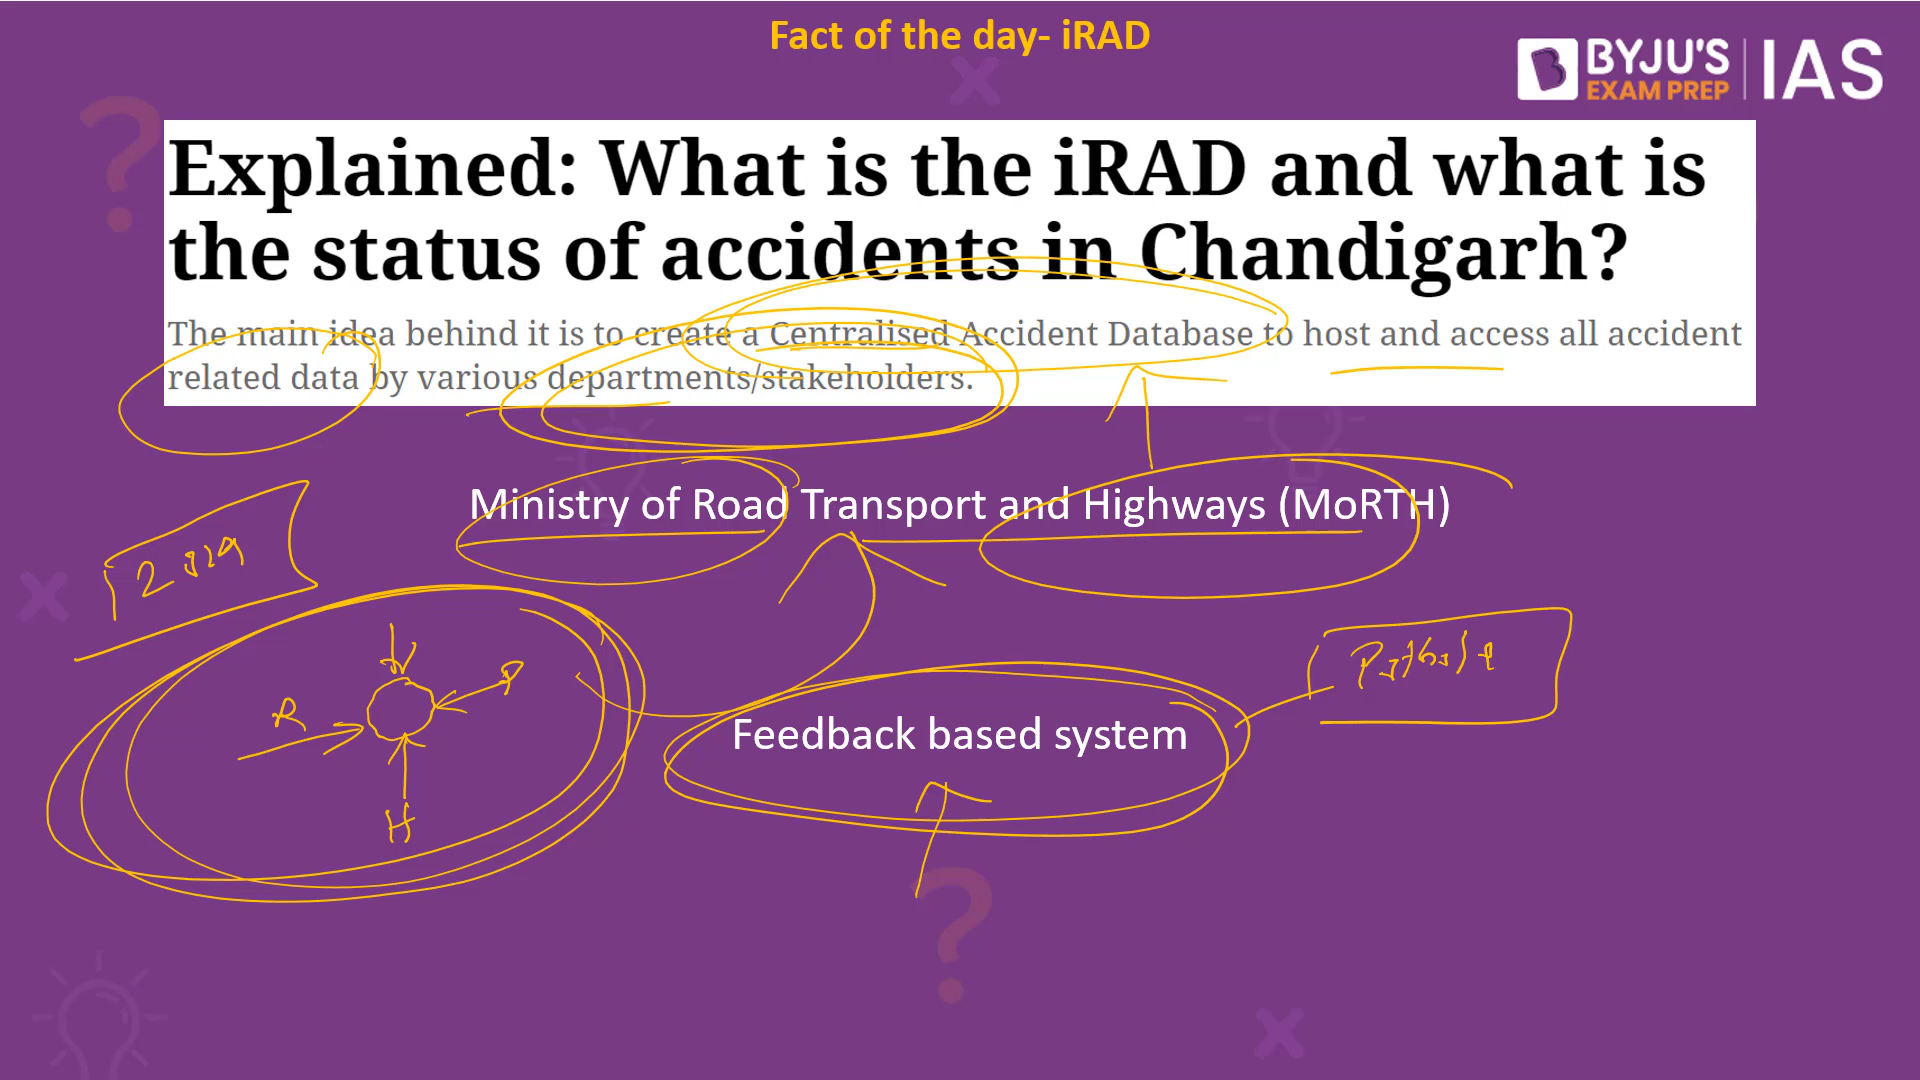 Fact of the day- iRAD
BYJU'S
EXAM PREP
IAS
Explained: What is the iRAD and what is
the status of accidents in Chandigarh?
The main idea behind it is to create a Centralised Accident Database to host and access all accident
related data by various departments/stakeholders.
Ministry of Road Transport and Highways (MoRTH)
R
P
H
Feedback based system